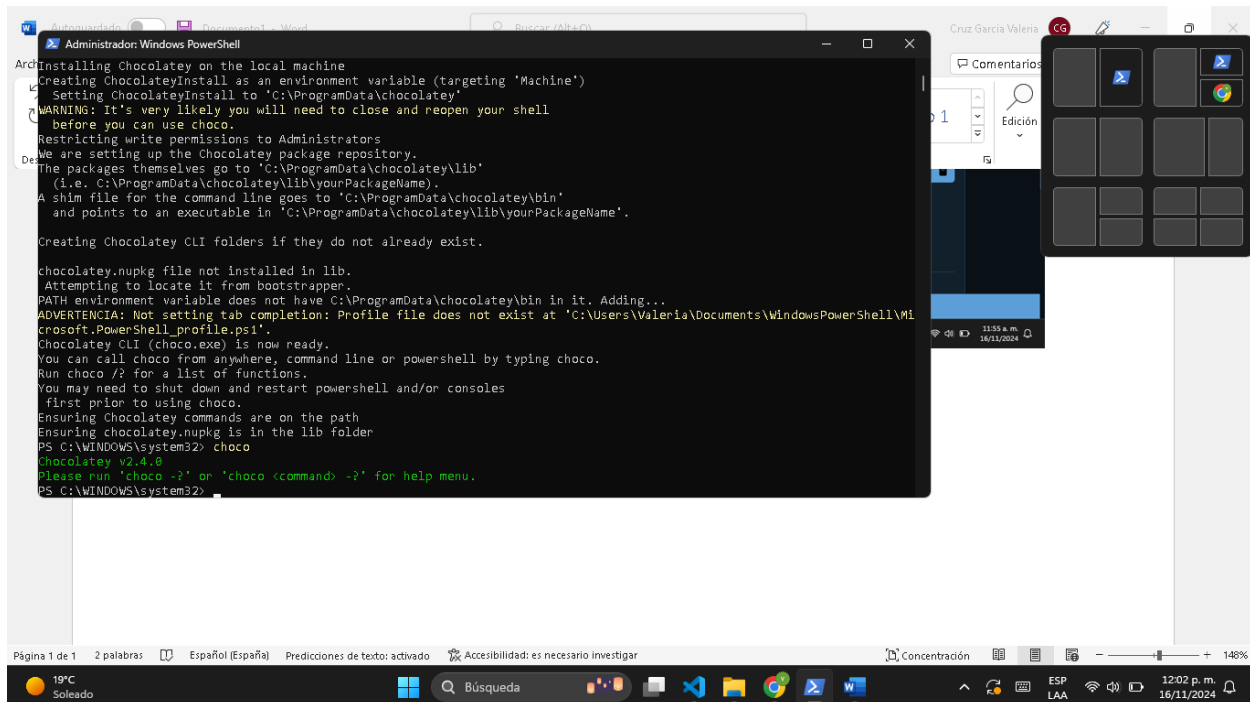 Autoguardado
Documento1 - Word
Buscar (Alt+Q)
Cruz Garcia Valeria
CG
Administrador: Windows PowerShell
Arch
Comentarios
Installing Chocolatey on the local machine
Creating ChocolateyInstall as an environment variable (targeting 'Machine')
Setting ChocolateyInstall to 'C:\ProgramData\chocolatey'
WARNING: It's very likely you will need to close and reopen your shell
before you can use choco.
Restricting write permissions to Administrators
We are setting up the Chocolatey package repository.
The packages themselves go to 'C:\ProgramData\chocolatey\lib'
(i.e. C:\ProgramData\chocolatey\lib\yourPackageName).
A shim file for the command line goes to 'C:\ProgramData\chocolatey\bin'
and points to an executable in 'C:\ProgramData\chocolatey\lib\yourPackageName'.
Creating Chocolatey CLI folders if they do not already exist.
chocolatey.nupkg file not installed in lib.
Attempting to locate it from bootstrapper.
PATH environment variable does not have C:\ProgramData\chocolatey\bin in it. Adding...
ADVERTENCIA: Not setting tab completion: Profile file does not exist at 'C:\Users\Valeria\Documents\WindowsPowerShell\Mi
crosoft.PowerShell_profile.ps1'.
Chocolatey CLI (choco.exe) is now ready.
You can call choco from anywhere, command line or powershell by typing choco.
Run choco /? for a list of functions.
You may need to shut down and restart powershell and/or consoles
first prior to using choco.
Ensuring Chocolatey commands are on the path
Ensuring chocolatey.nupkg is in the lib folder
PS C:\WINDOWS\system32> choco
Chocolatey v2.4.0
Please run 'choco -?' or 'choco <command> -?' for help menu.
PS C:\WINDOWS\system32>
Des
1
Edición
11:55 a. m.
16/11/2024
Página 1 de 1
2 palabras
Español (España)
Predicciones de texto: activado
Accesibilidad: es necesario investigar
Concentración
148%
19°C
Soleado
Búsqueda
ESP
LAA
12:02 p. m.
16/11/2024